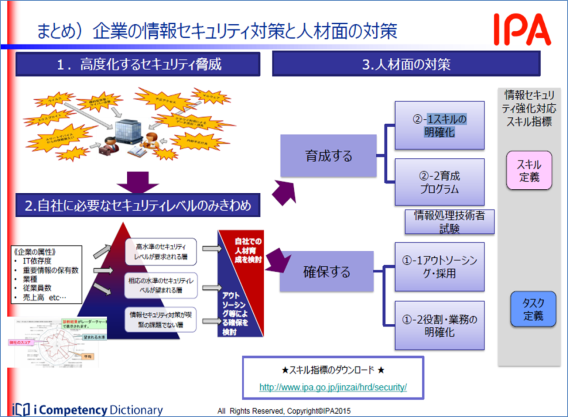 まとめ）企業の情報セキュリティ対策と人材面の対策
IPA
１．高度化するセキュリティ脅威
3.人材面の対策
情報セキュリ
ティ強化対応
スキル指標
②-1スキルの
明確化
育成する
②-2育成
プログラム
スキル
定義
情報処理技術者
試験
2.自社に必要なセキュリティレベルのみきわめ
《企業の属性》
• IT依存度
• 重要情報の保有数
• 業種
• 従業員数
• 売上高 etc…
高水準のセキュリティ
レベルが要求される層
相応の水準のセキュリティ
レベルが望まれる層
情報セキュリティ対策が喫
緊の課題でない層
自社での
人材育
成を検討
アウト
ソーシ
ング等に
よる確保を
検討
確保する
①-1アウトソーシン
グ・採用
①-2役割・業務の
明確化
タスク
定義
★スキル指標のダウンロード ★
http://www.ipa.go.jp/jinzai/hrd/security/
i Competency Dictionary
All Rights Reserved, Copyright©IPA2015